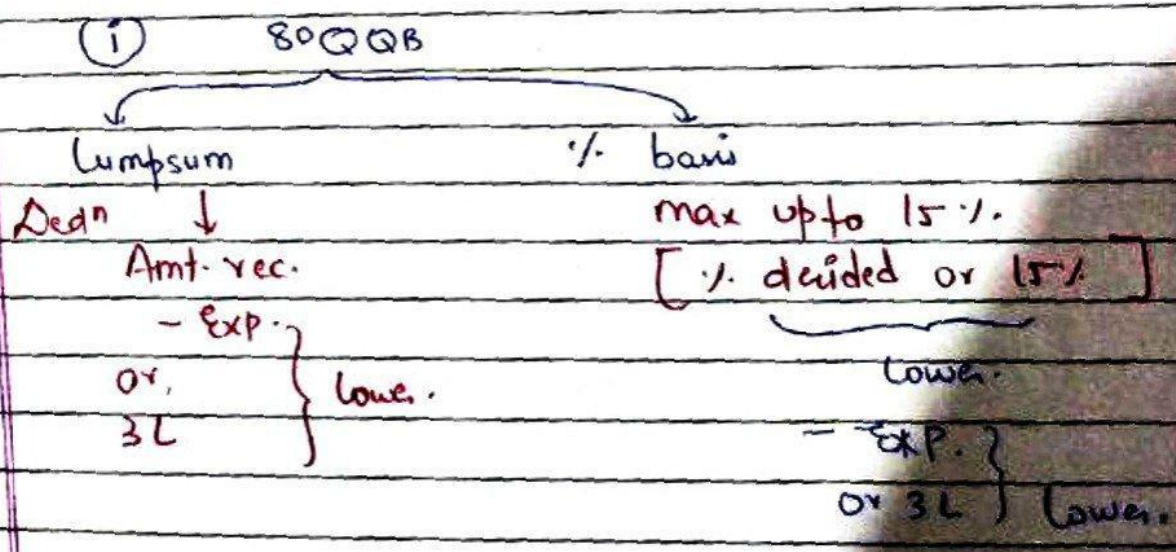 i 80QQB
Lumpsum % basis
Dedn ↓ max upto 15%.
Amt. rec. [% decided or 15%]
- Exp.
or, lower. lower.
3L
- Exp.
or 3L lower.